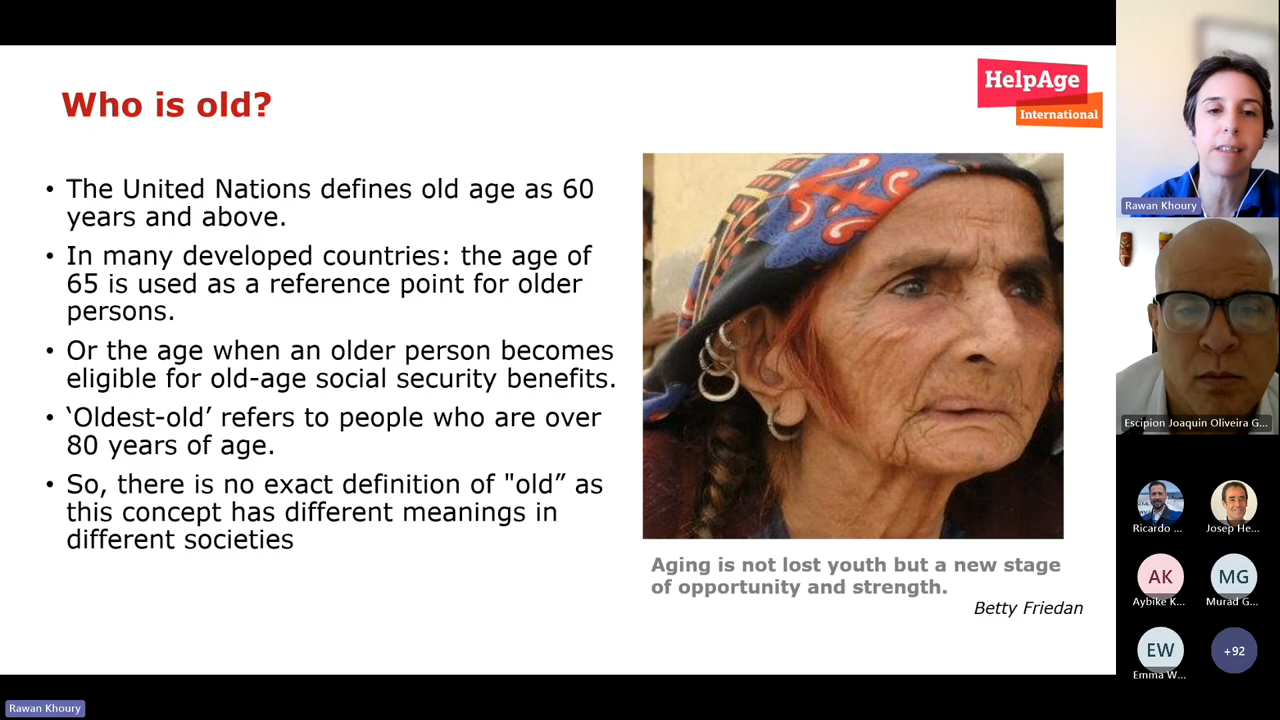 Who is old?
HelpAge
International
• The United Nations defines old age as 60
years and above.
• In many developed countries: the age of
65 is used as a reference point for older
persons.
• Or the age when an older person becomes
eligible for old-age social security benefits.
• ‘Oldest-old’ refers to people who are over
80 years of age.
• So, there is no exact definition of "old” as
this concept has different meanings in
different societies
Aging is not lost youth but a new stage
of opportunity and strength.
Betty Friedan
Rawan Khoury
Escipion Joaquin Oliveira G...
Ricardo ...
Josep He...
AK
Aybike K...
MG
Murad G...
EW
Emma W...
+92
Rawan Khoury